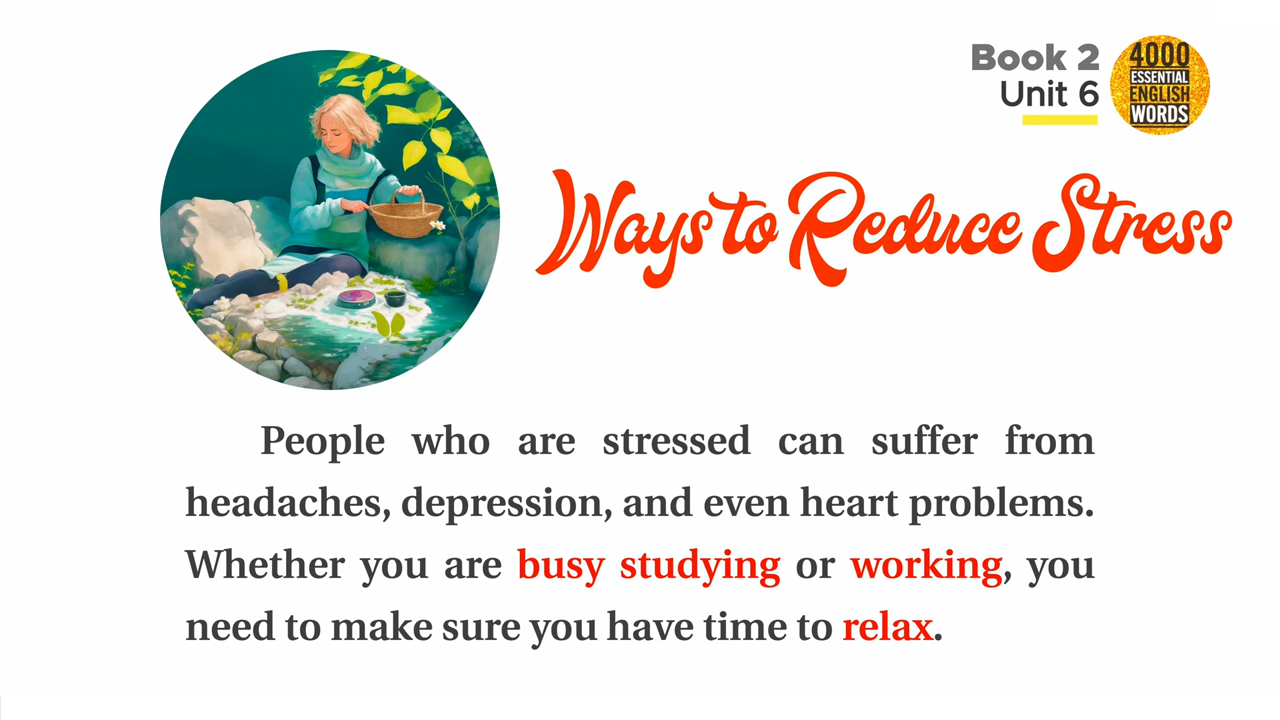 Book 2
Unit 6
4000
ESSENTIAL
ENGLISH
WORDS
Ways to Reduce Stress
People who are stressed can suffer from
headaches, depression, and even heart problems.
Whether you are busy studying or working, you
need to make sure you have time to relax.